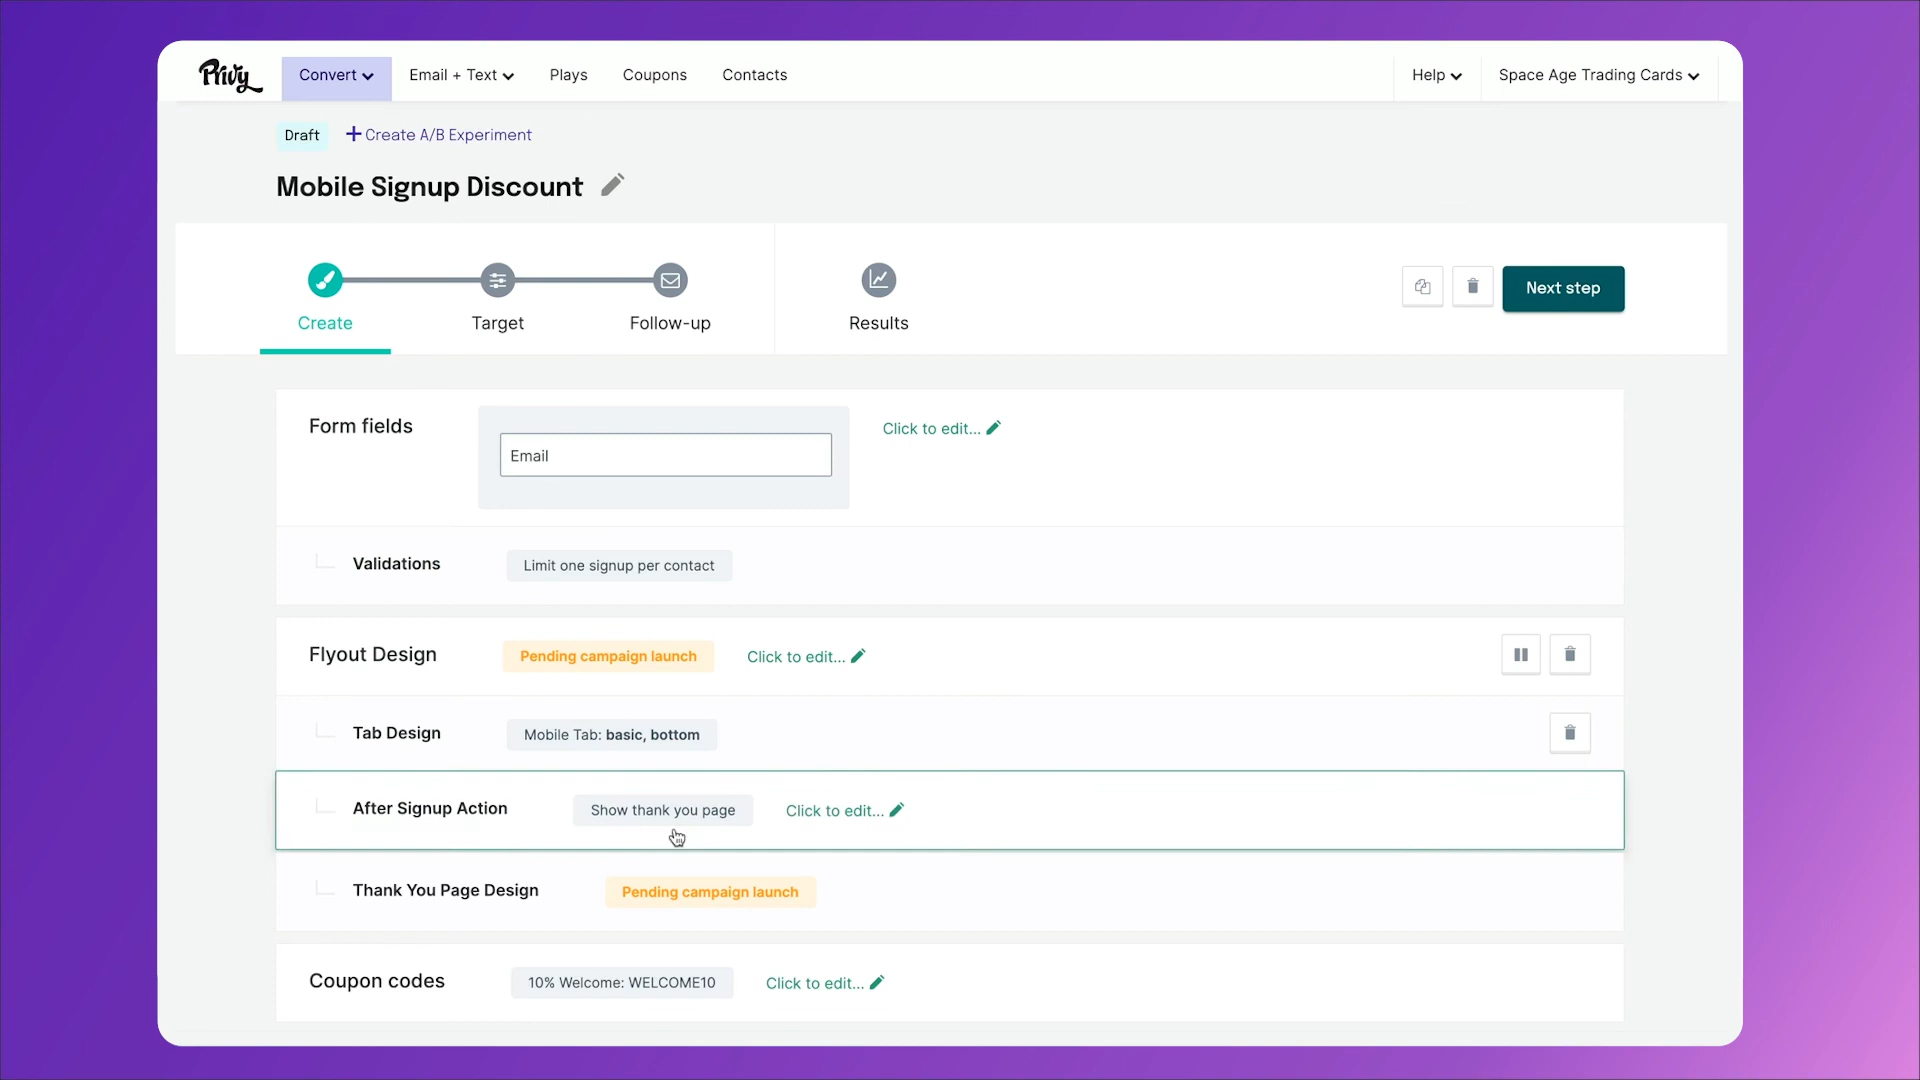 Privy
Convert
Email + Text
Plays
Coupons
Contacts
Help
Space Age Trading Cards
Draft
Create A/B Experiment
Mobile Signup Discount
Create
Target
Follow-up
Results
Next step
Form fields
Email
Click to edit...
Validations
Limit one signup per contact
Flyout Design
Pending campaign launch
Click to edit...
Tab Design
Mobile Tab: basic, bottom
After Signup Action
Show thank you page
Click to edit...
Thank You Page Design
Pending campaign launch
Coupon codes
10% Welcome: WELCOME10
Click to edit...